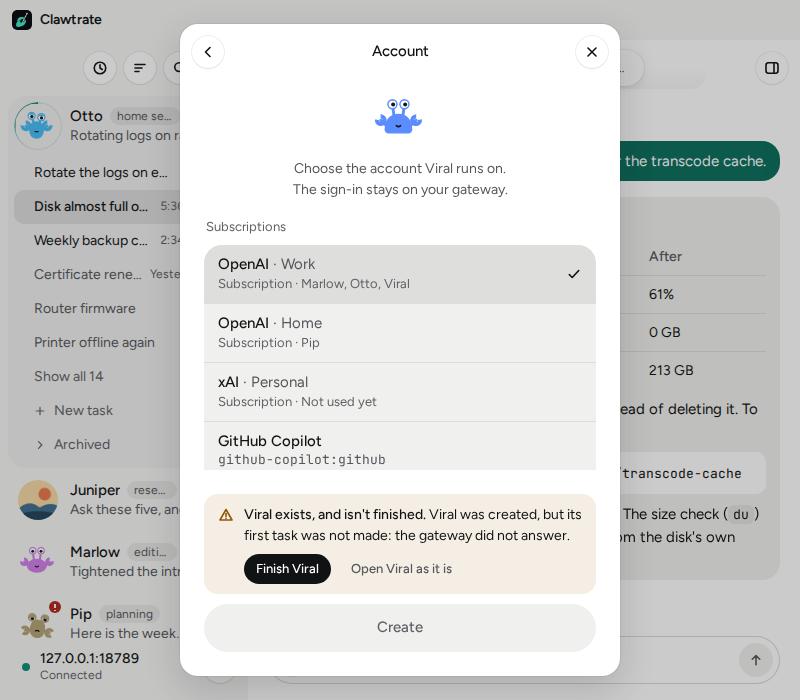 Clawtrate
Account
Otto
home se...
Rotating logs on r
Rotate the logs on e...
Disk almost full o...
5:36
Weekly backup c...
2:34
Certificate rene...
Yeste
Router firmware
Printer offline again
Show all 14
New task
Archived
Juniper
rese...
Ask these five, an
Marlow
editi...
Tightened the int
Pip
planning
Here is the week.
127.0.0.1:18789
Connected
Choose the account Viral runs on.
The sign-in stays on your gateway.
Subscriptions
OpenAI · Work
Subscription · Marlow, Otto, Viral
OpenAI · Home
Subscription · Pip
xAI · Personal
Subscription · Not used yet
GitHub Copilot
github-copilot:github
Viral exists, and isn't finished. Viral was created, but its
first task was not made: the gateway did not answer.
Finish Viral
Open Viral as it is
Create
the transcode cache.
After
61%
0 GB
213 GB
ead of deleting it. To
transcode-cache
The size check (du)
om the disk's own